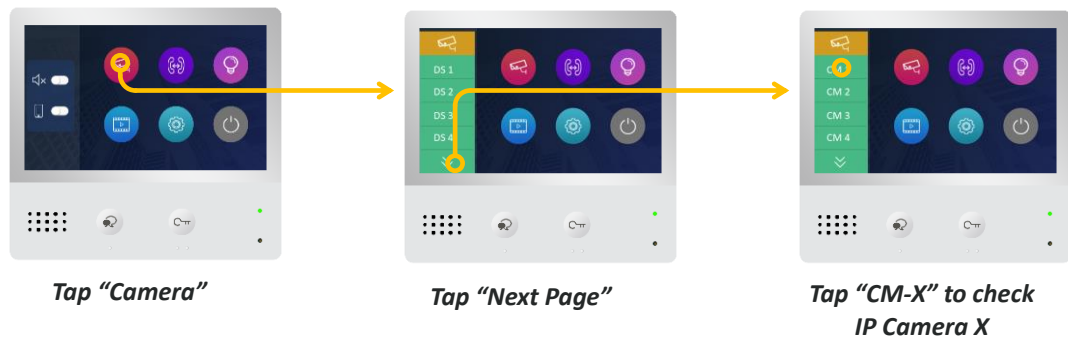 DS 1
DS 2
DS 3
DS 4
CM 2
CM 3
CM 4
Tap “Camera”
Tap “Next Page”
Tap “CM-X” to check
IP Camera X